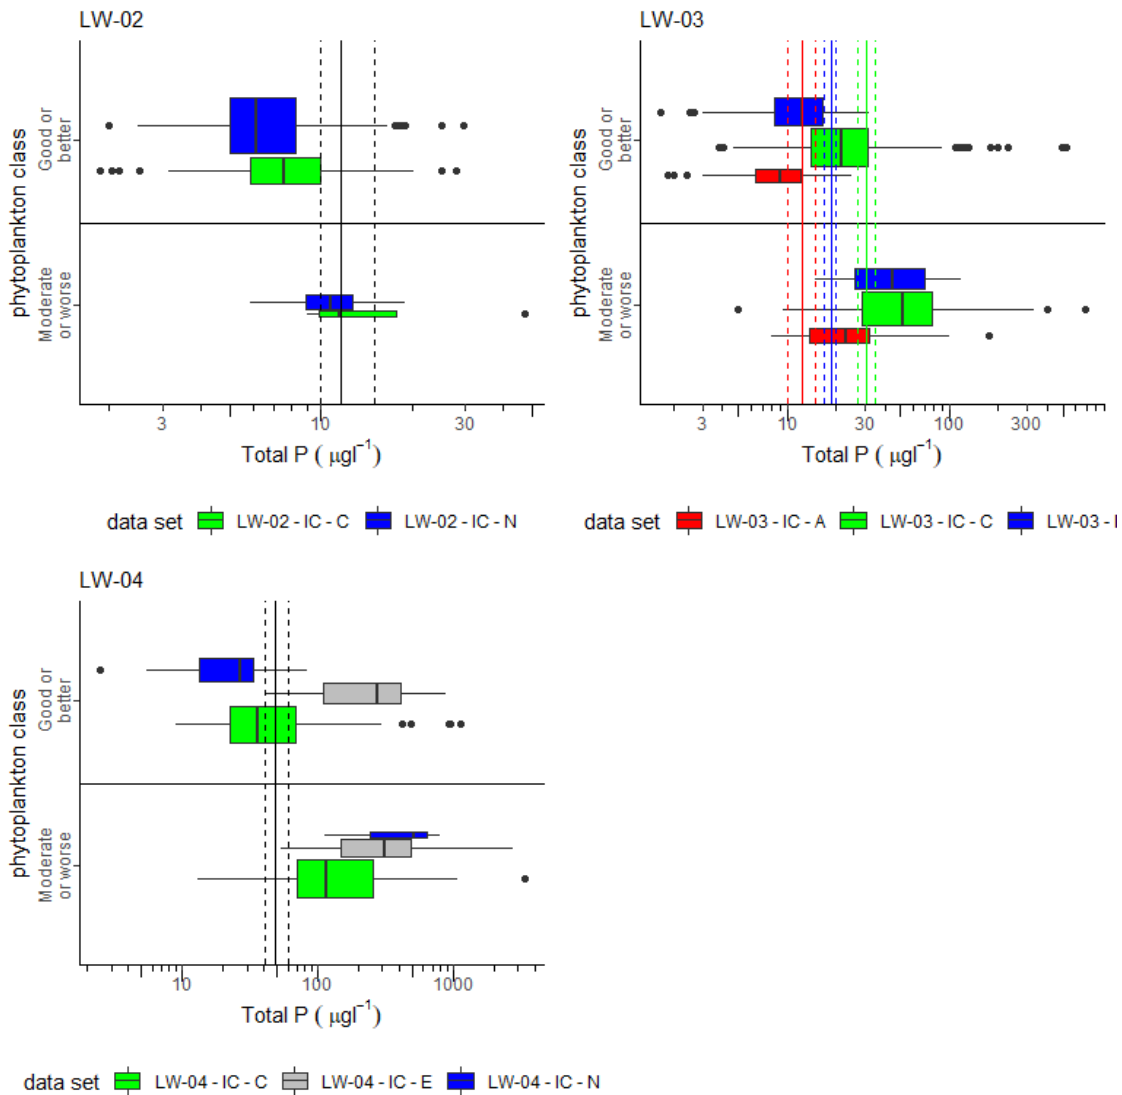 LW-02
phytoplankton class
Good or
better
Moderate
or worse
3 10 30
Total P ( μgl⁻¹)
data set LW-02 - IC - C LW-02 - IC - N
LW-03
phytoplankton class
Good or
better
Moderate
or worse
3 10 30 100 300
Total P ( μgl⁻¹)
data set LW-03 - IC - A LW-03 - IC - C LW-03 - I
LW-04
phytoplankton class
Good or
better
Moderate
or worse
10 100 1000
Total P ( μgl⁻¹)
data set LW-04 - IC - C LW-04 - IC - E LW-04 - IC - N